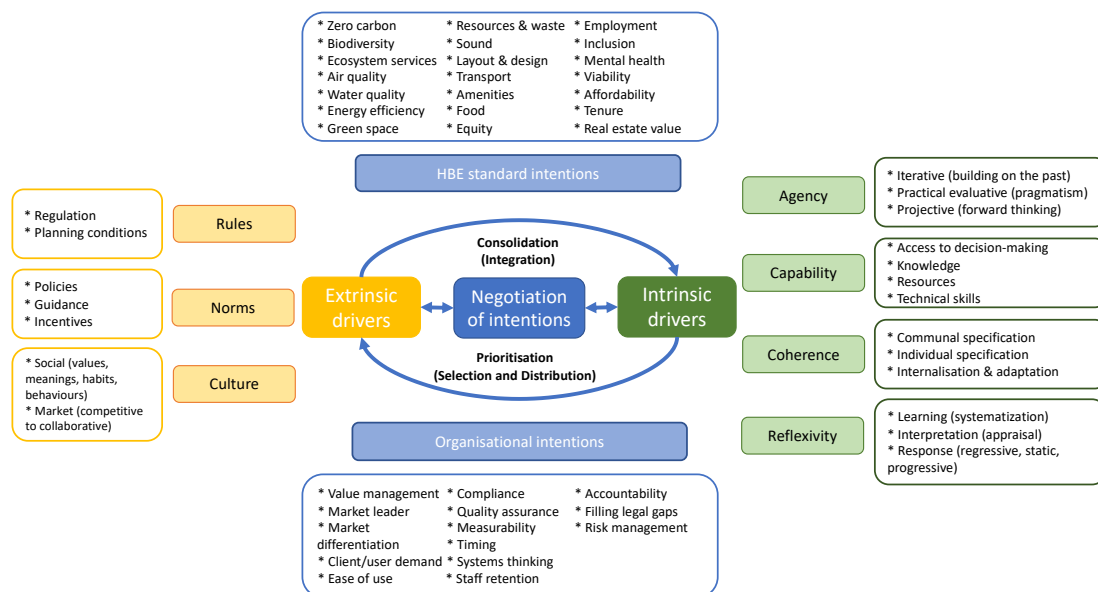 * Zero carbon
* Biodiversity
* Ecosystem services
* Air quality
* Water quality
* Energy efficiency
* Green space
* Resources & waste
* Sound
* Layout & design
* Transport
* Amenities
* Food
* Equity
* Employment
* Inclusion
* Mental health
* Viability
* Affordability
* Tenure
* Real estate value
HBE standard intentions
* Regulation
* Planning conditions
Rules
* Policies
* Guidance
* Incentives
Norms
* Social (values,
meanings, habits,
behaviours)
* Market (competitive
to collaborative)
Culture
Consolidation
(Integration)
Extrinsic
drivers
Negotiation
of intentions
Intrinsic
drivers
Prioritisation
(Selection and Distribution)
Agency
* Iterative (building on the past)
* Practical evaluative (pragmatism)
* Projective (forward thinking)
Capability
* Access to decision-making
* Knowledge
* Resources
* Technical skills
Coherence
* Communal specification
* Individual specification
* Internalisation & adaptation
Reflexivity
* Learning (systematization)
* Interpretation (appraisal)
* Response (regressive, static,
progressive)
Organisational intentions
* Value management
* Market leader
* Market
differentiation
* Client/user demand
* Ease of use
* Compliance
* Quality assurance
* Measurability
* Timing
* Systems thinking
* Staff retention
* Accountability
* Filling legal gaps
* Risk management